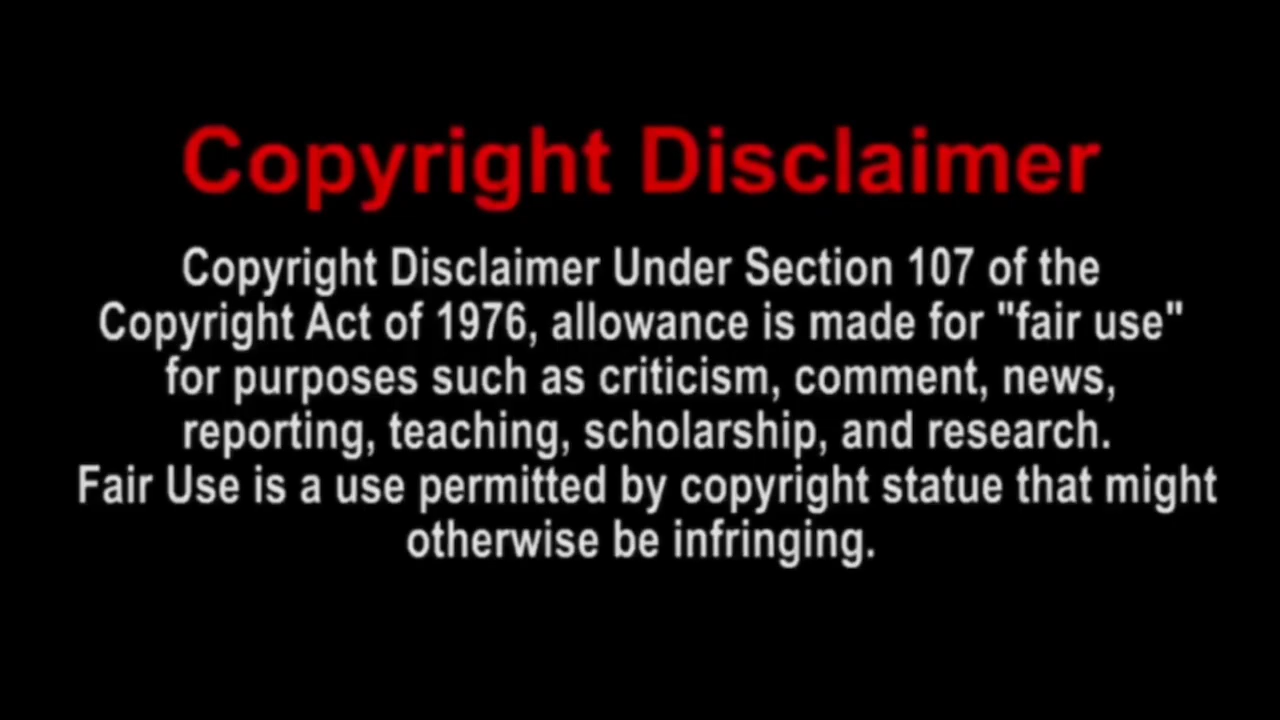 Copyright Disclaimer
Copyright Disclaimer Under Section 107 of the
Copyright Act of 1976, allowance is made for "fair use"
for purposes such as criticism, comment, news,
reporting, teaching, scholarship, and research.
Fair Use is a use permitted by copyright statue that might
otherwise be infringing.